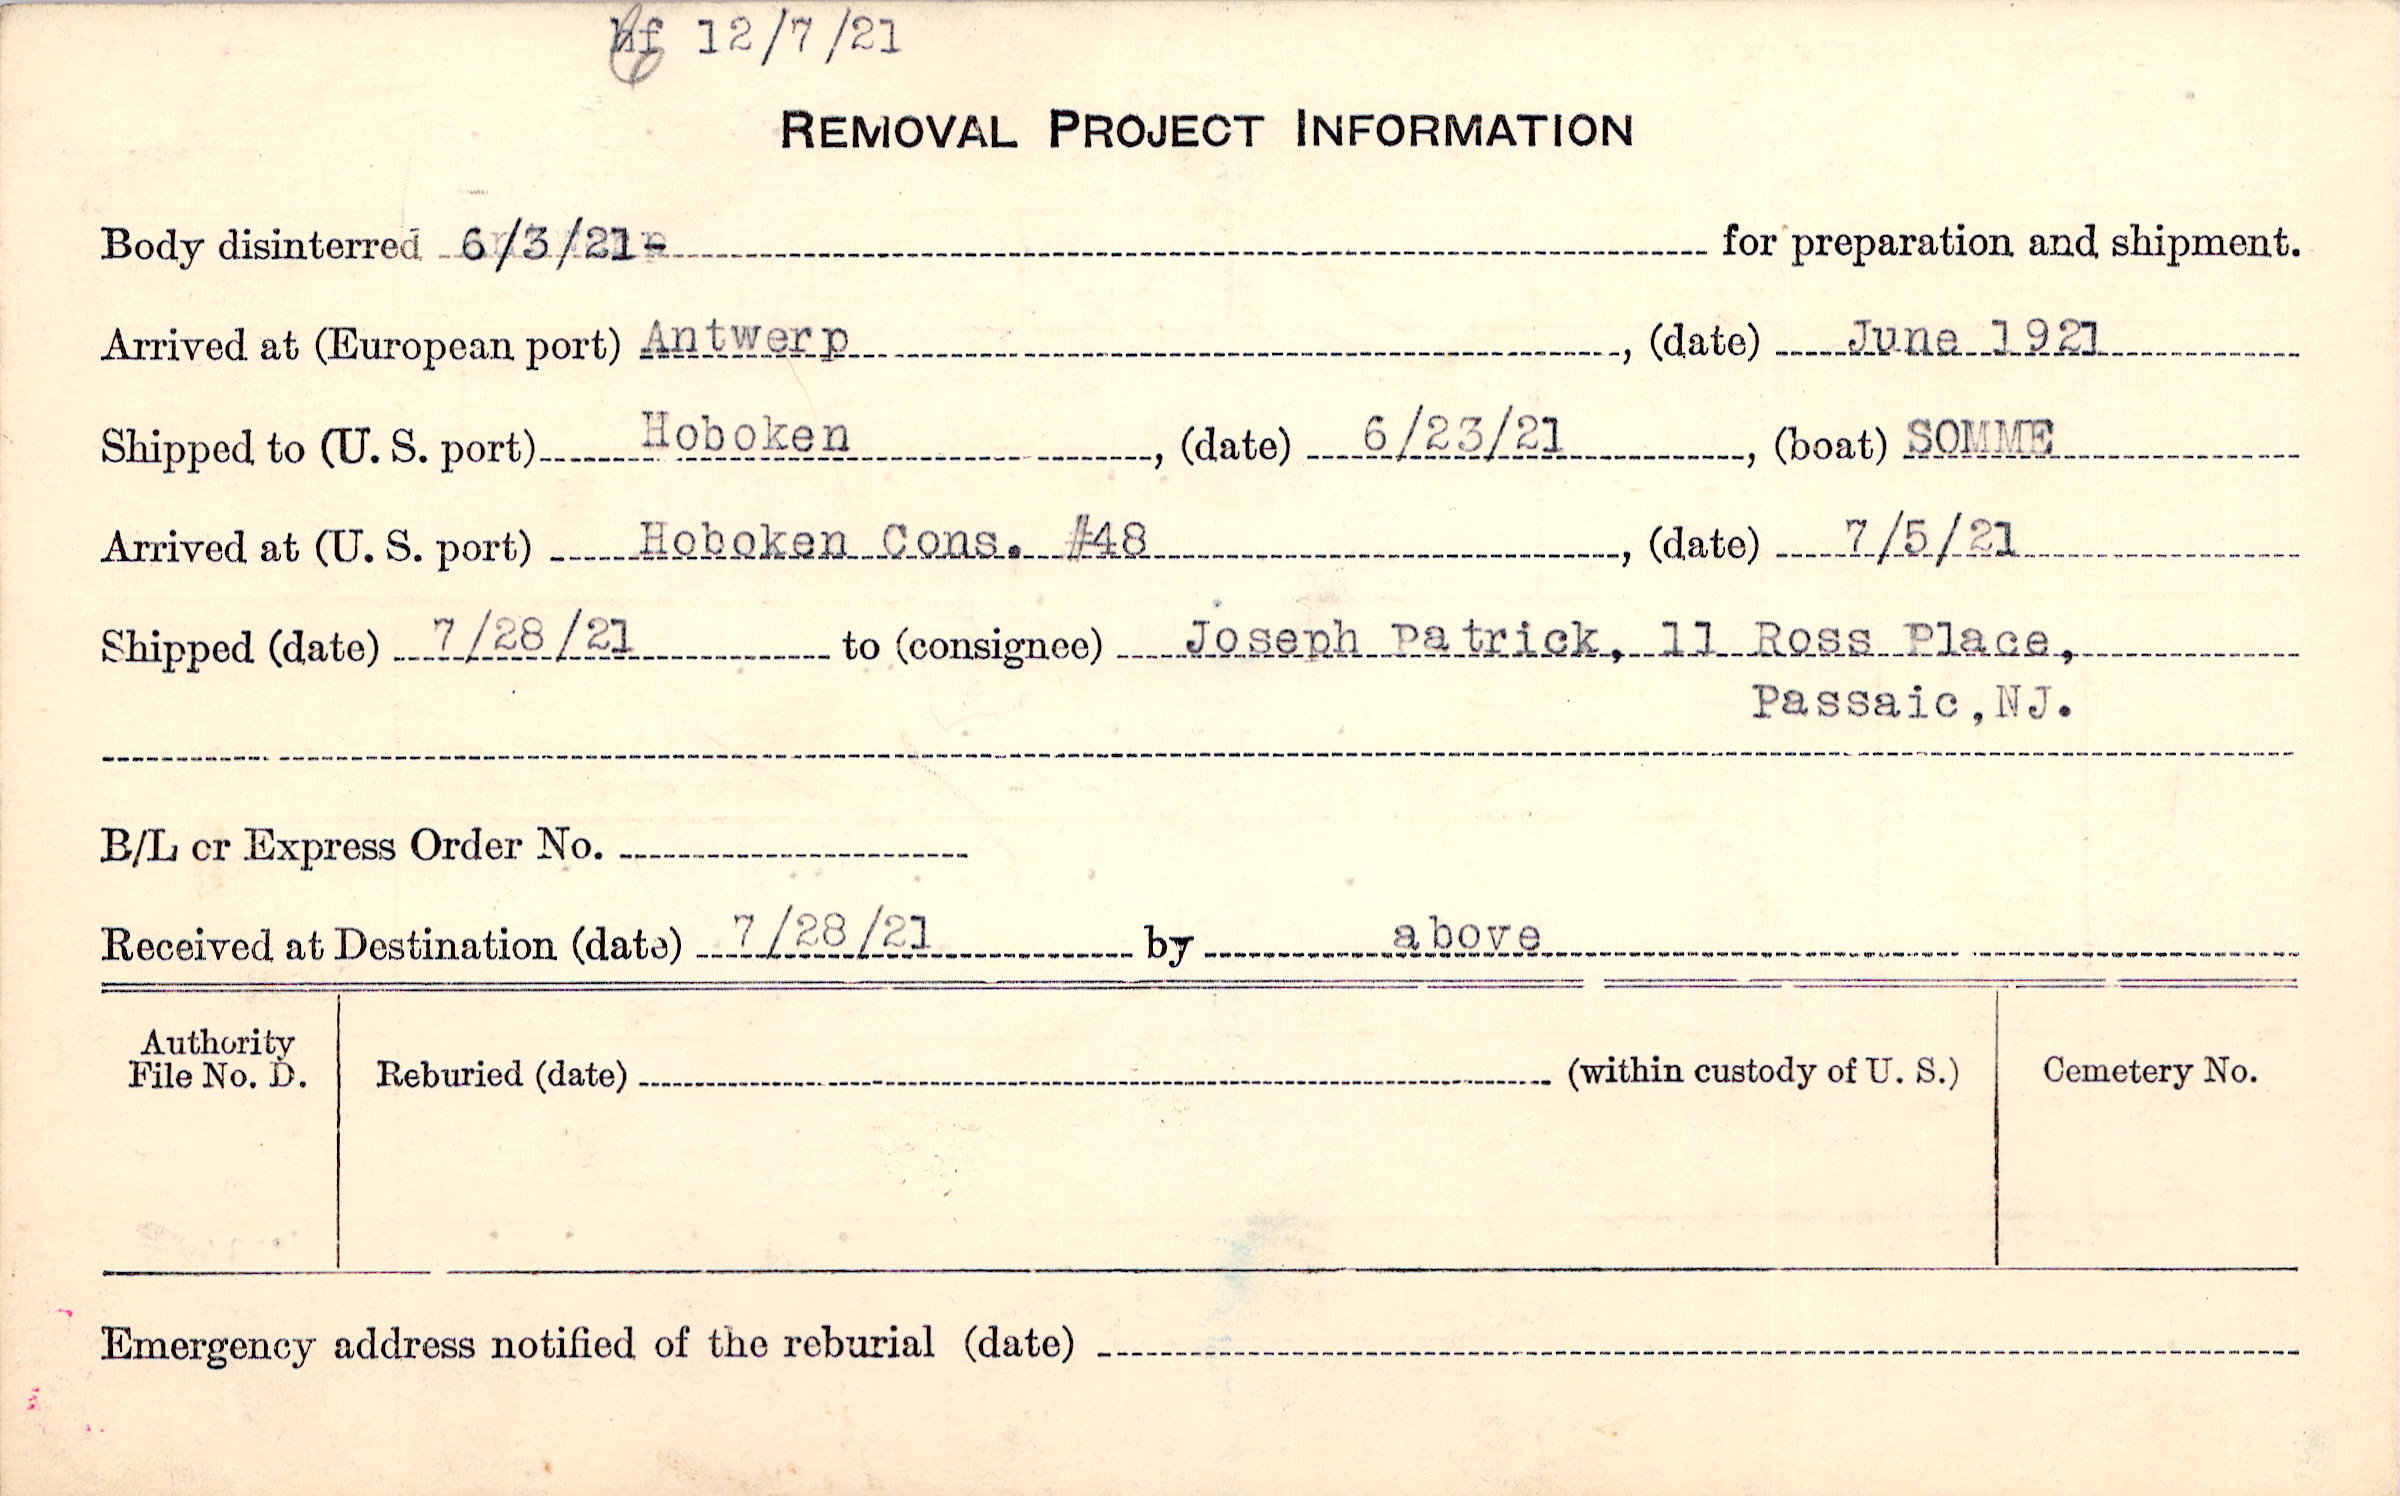 hf 12/7/21
REMOVAL PROJECT INFORMATION
Body disinterred 6/3/21- for preparation and shipment.
Arrived at (European port) Antwerp, (date) June 1921
Shipped to (U. S. port) Hoboken, (date) 6/23/21, (boat) SOMME
Arrived at (U. S. port) Hoboken Cons. #48, (date) 7/5/21
Shipped (date) 7/28/21 to (consignee) Joseph Patrick, 11 Ross Place,
Passaic,NJ.
B/L or Express Order No.
Received at Destination (date) 7/28/21 by above
Authority
File No. D.
Reburied (date) (within custody of U. S.)
Cemetery No.
Emergency address notified of the reburial (date)